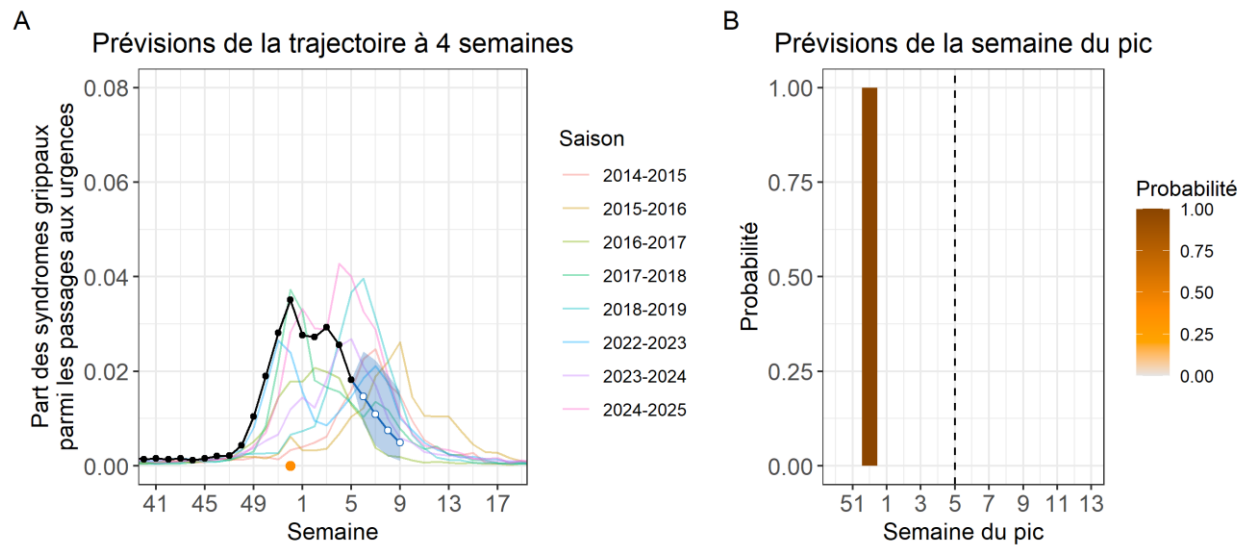 A
Prévisions de la trajectoire à 4 semaines
Part des syndromes grippaux
parmi les passages aux urgences
0.08
0.06
0.04
0.02
0.00
41 45 49 1 5 9 13 17
Semaine
Saison
2014-2015
2015-2016
2016-2017
2017-2018
2018-2019
2022-2023
2023-2024
2024-2025
B
Prévisions de la semaine du pic
Probabilité
1.00
0.75
0.50
0.25
0.00
51 1 3 5 7 9 11 13
Semaine du pic
Probabilité
1.00
0.75
0.50
0.25
0.00